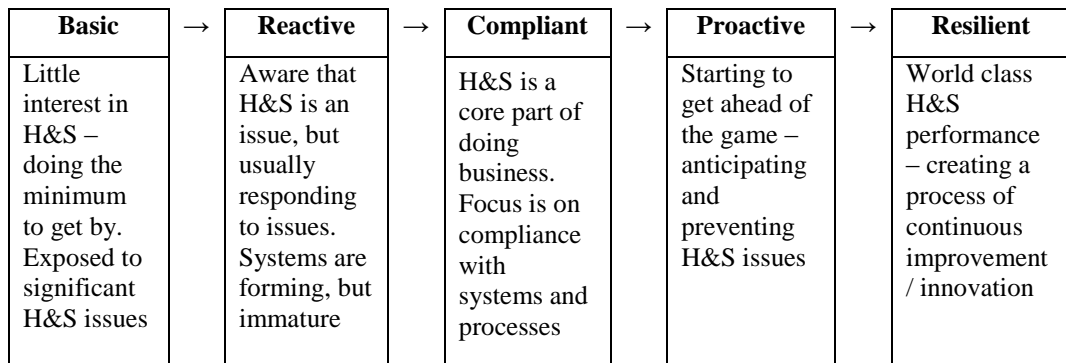 Basic → Reactive → Compliant → Proactive → Resilient
Little
interest in
H&S –
doing the
minimum
to get by.
Exposed to
significant
H&S issues
Aware that
H&S is an
issue, but
usually
responding
to issues.
Systems are
forming, but
immature
H&S is a
core part of
doing
business.
Focus is on
compliance
with
systems and
processes
Starting to
get ahead of
the game –
anticipating
and
preventing
H&S issues
World class
H&S
performance
– creating a
process of
continuous
improvement
/ innovation